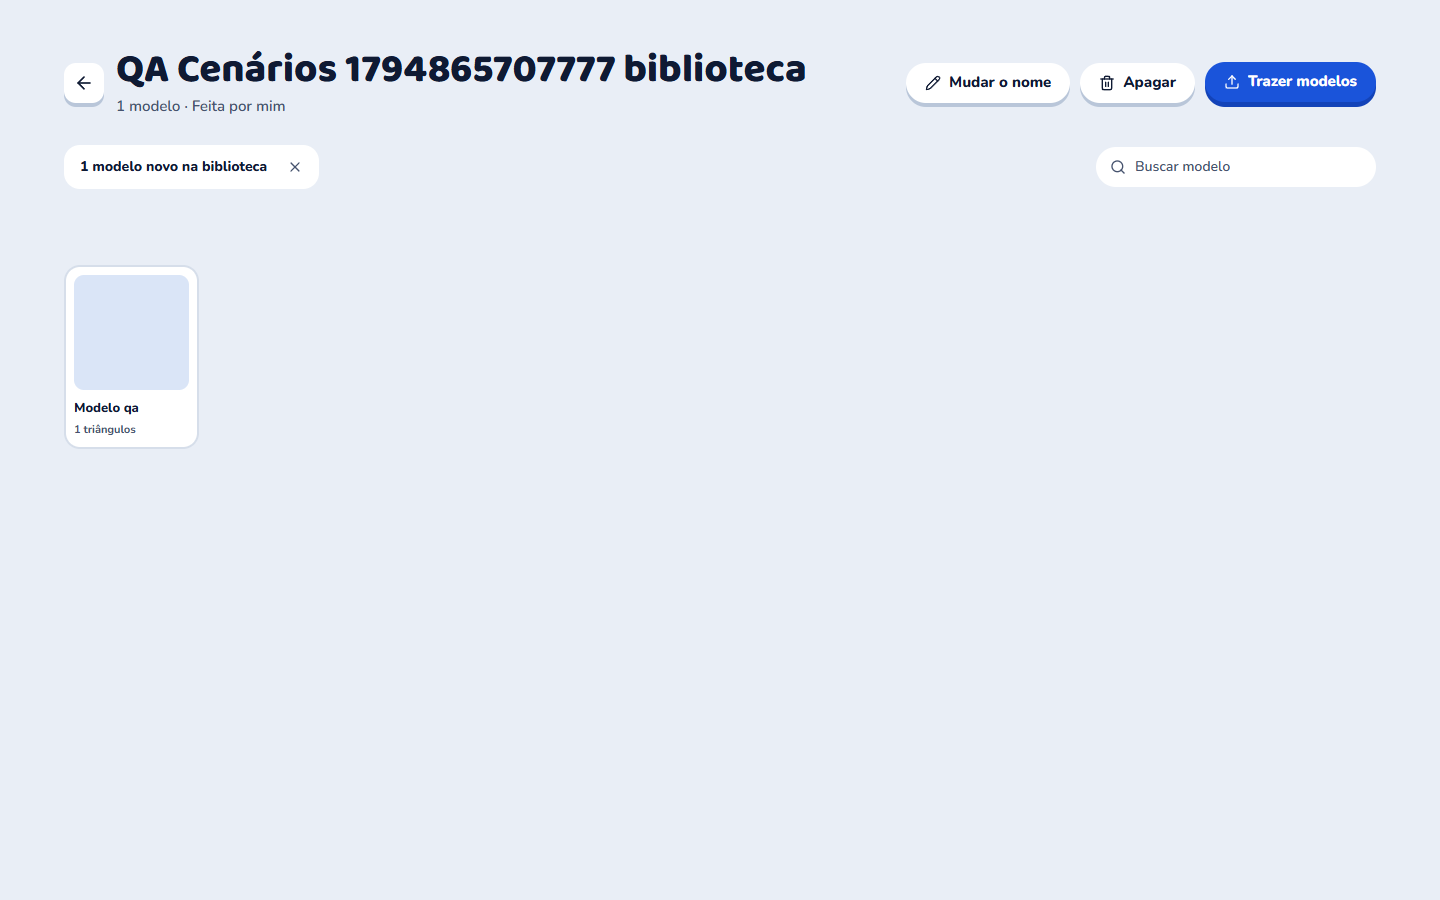 QA Cenários 1794865707777 biblioteca
1 modelo · Feita por mim
Mudar o nome
Apagar
Trazer modelos
1 modelo novo na biblioteca
Buscar modelo
Modelo qa
1 triângulos